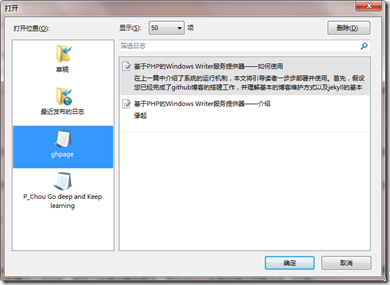 打开
打开位置(O):
显示(S): 50 项
删除(D)
草稿
最近发布的日志
ghpage
P_Chou Go deep and Keep
learning
筛选日志
基于PHP的Windows Writer服务提供器——如何使用
在上一篇中介绍了系统的运行机制，本文将引导读者一步步部署并使用。首先，假设
您已经完成了github博客的搭建工作，并理解基本的博客维护方式以及jekyll的基本
基于PHP的Windows Writer服务提供器——介绍
缘起
确定
取消